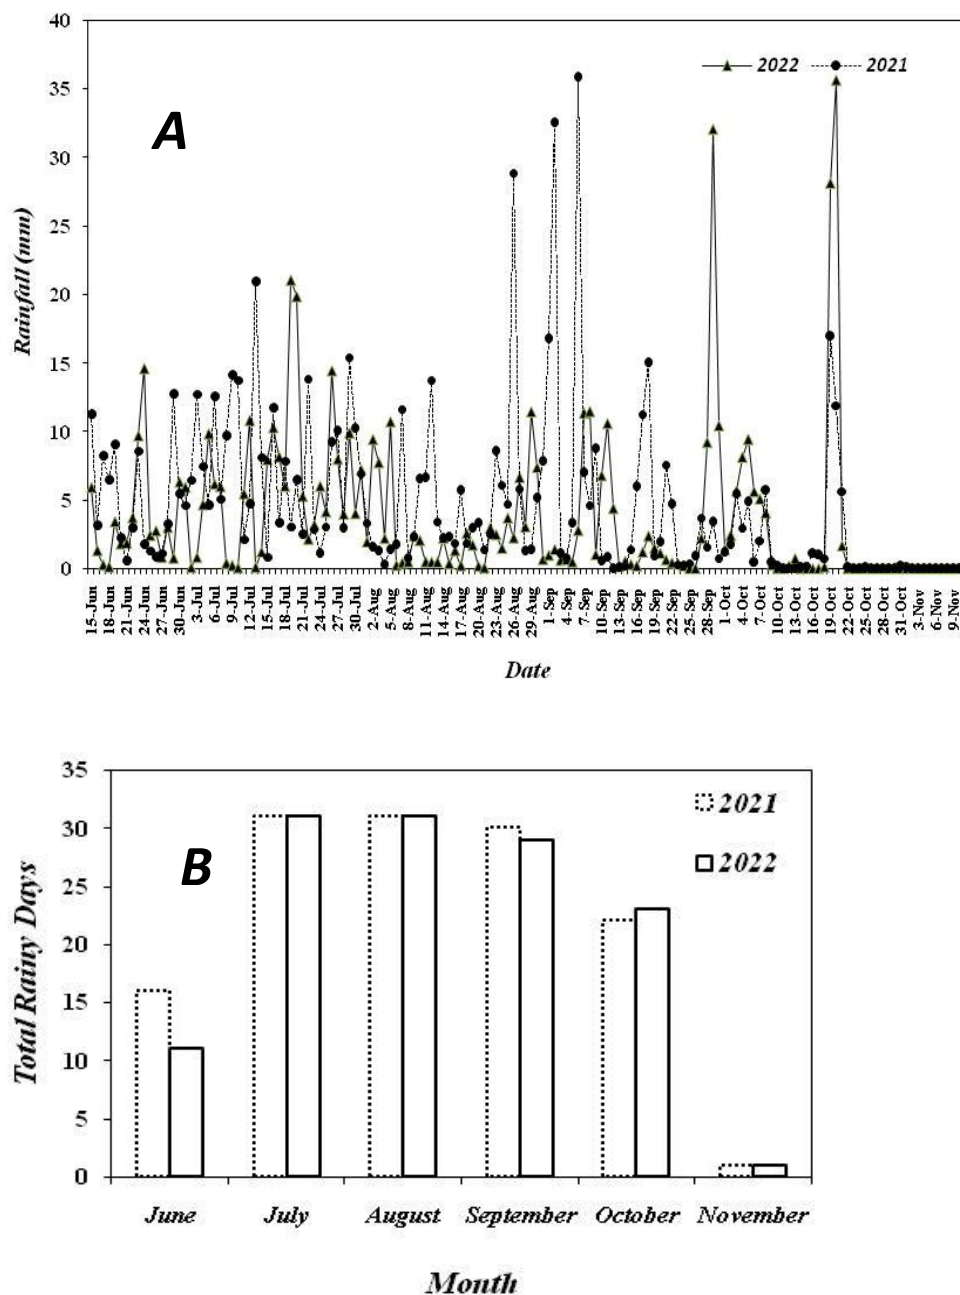 40
35
30
25
20
15
10
5
0
Rainfall (mm)
A
2022 2021
15-Jun 18-Jun 21-Jun 24-Jun 27-Jun 30-Jun 3-Jul 6-Jul 9-Jul 12-Jul 15-Jul 18-Jul 21-Jul 24-Jul 27-Jul 30-Jul 2-Aug 5-Aug 8-Aug 11-Aug 14-Aug 17-Aug 20-Aug 23-Aug 26-Aug 29-Aug 1-Sep 4-Sep 7-Sep 10-Sep 13-Sep 16-Sep 19-Sep 22-Sep 25-Sep 28-Sep 1-Oct 4-Oct 7-Oct 10-Oct 13-Oct 16-Oct 19-Oct 22-Oct 25-Oct 28-Oct 31-Oct 3-Nov 6-Nov 9-Nov
Date
35
30
25
20
15
10
5
0
Total Rainy Days
B
2021
2022
June July August September October November
Month